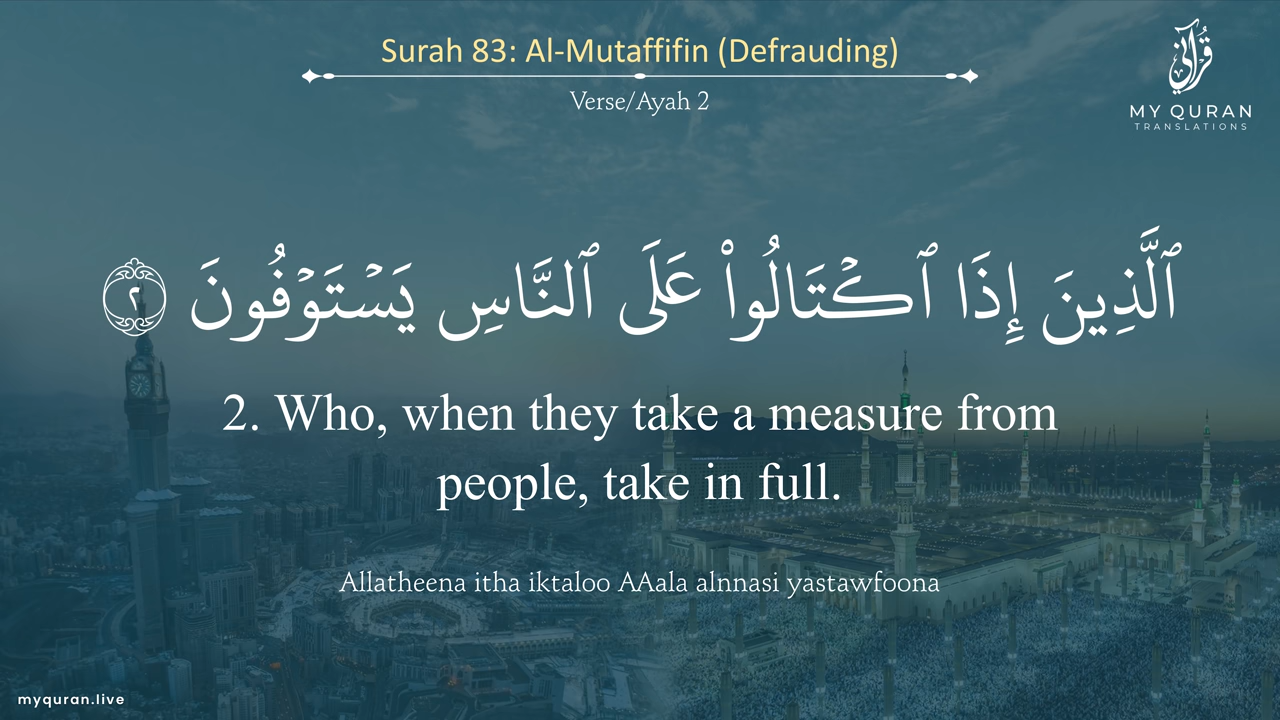 Surah 83: Al-Mutaffifin (Defrauding)
Verse/Ayah 2
قرآني
MY QURAN
TRANSLATIONS
ٱلَّذِينَ إِذَا ٱكْتَالُوا۟ عَلَى ٱلنَّاسِ يَسْتَوْفُونَ ٢
2. Who, when they take a measure from
people, take in full.
Allatheena itha iktaloo AAala alnnasi yastawfoona
myquran.live